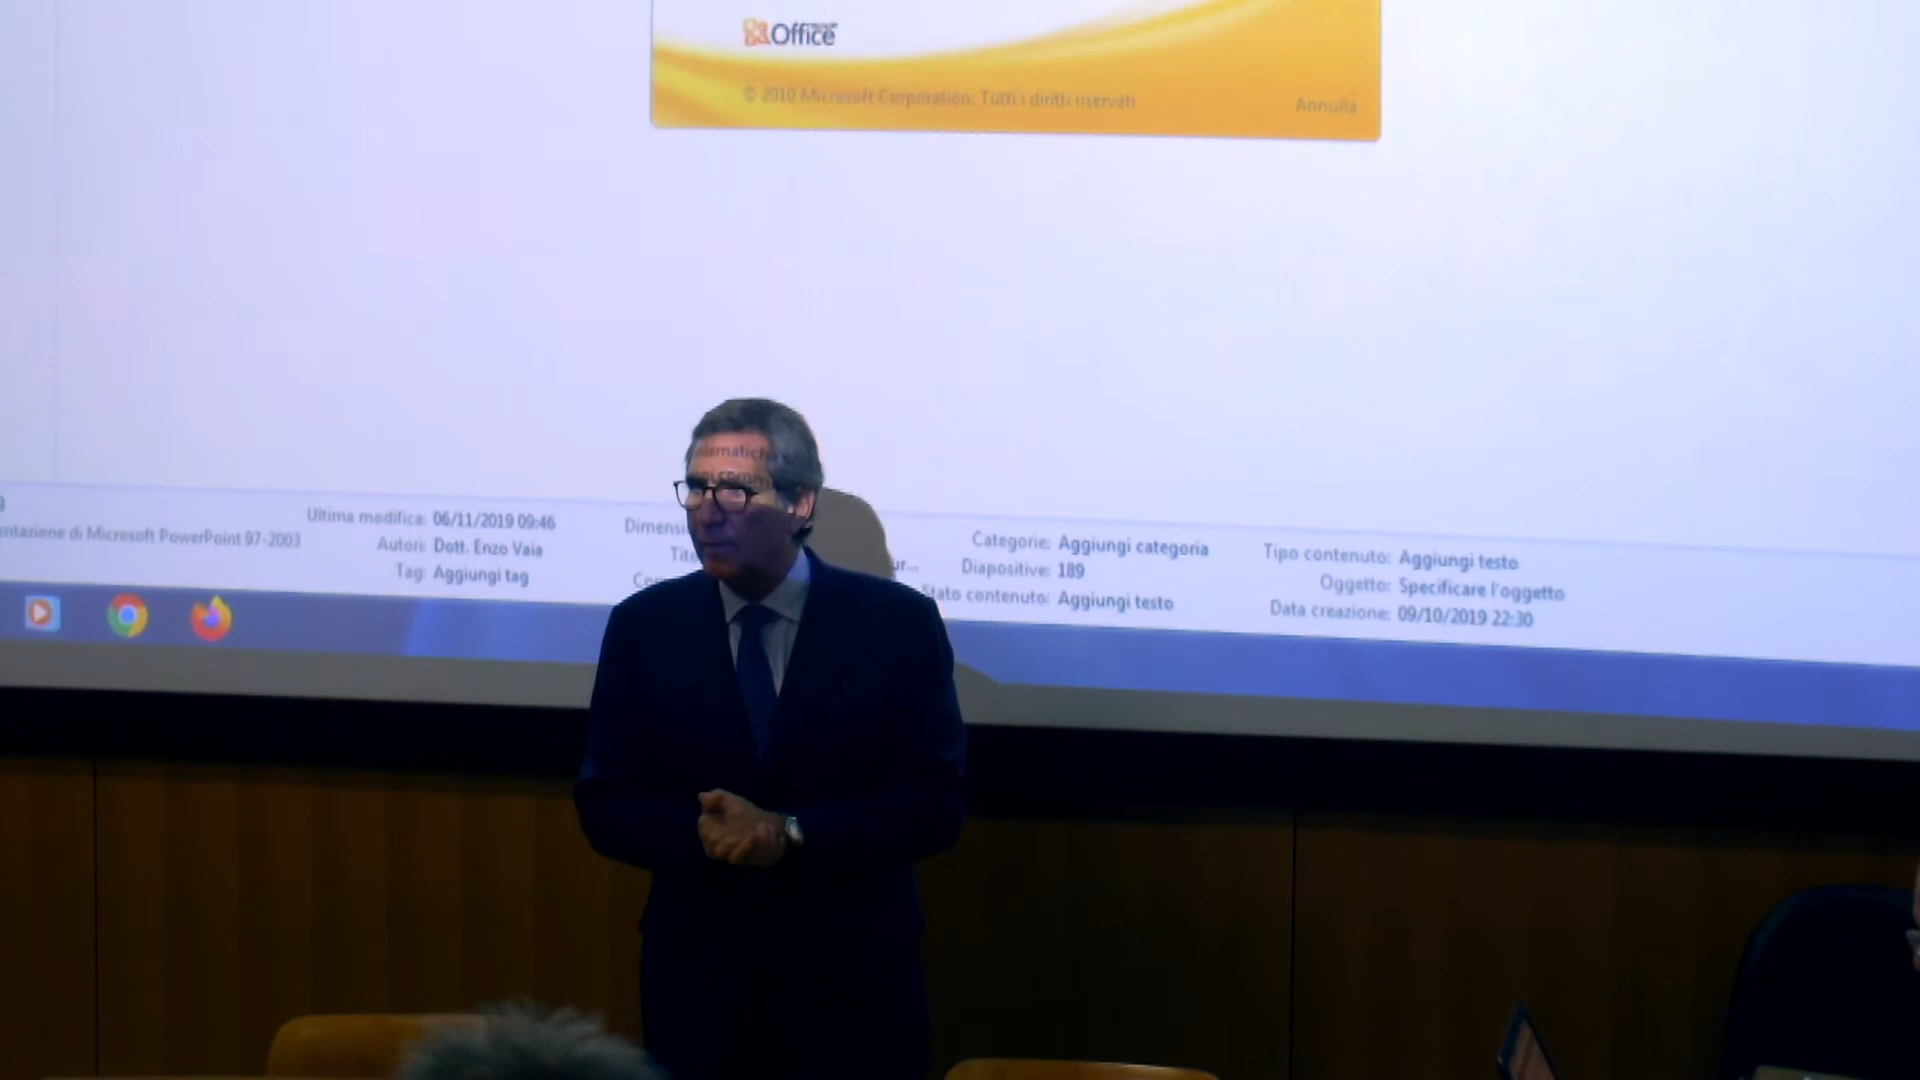 Office
© 2010 Microsoft Corporation. Tutti i diritti riservati
Annulla
di Microsoft PowerPoint 97-2003
Ultima modifica: 06/11/2019 09:46
Autori: Dott. Enzo Vaia
Tag: Aggiungi tag
Categorie: Aggiungi categoria
Diapositive: 189
Stato contenuto: Aggiungi testo
Tipo contenuto: Aggiungi testo
Oggetto: Specificare l'oggetto
Data creazione: 09/10/2019 22:30